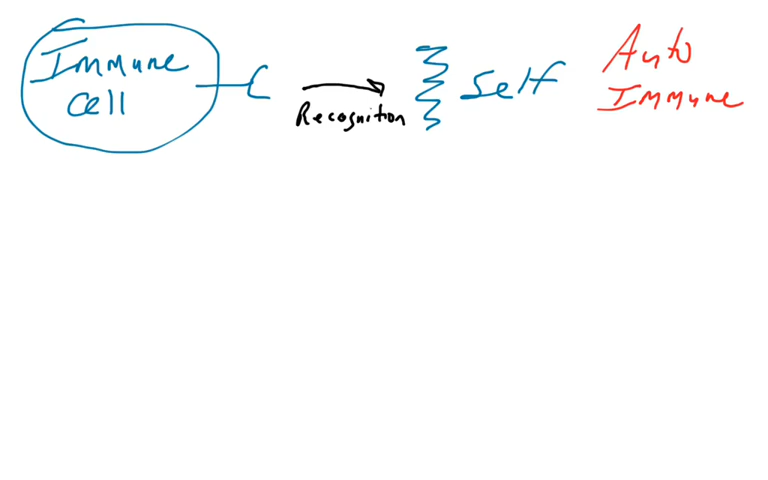 Immune
cell
Recognition
Self
Auto
Immune